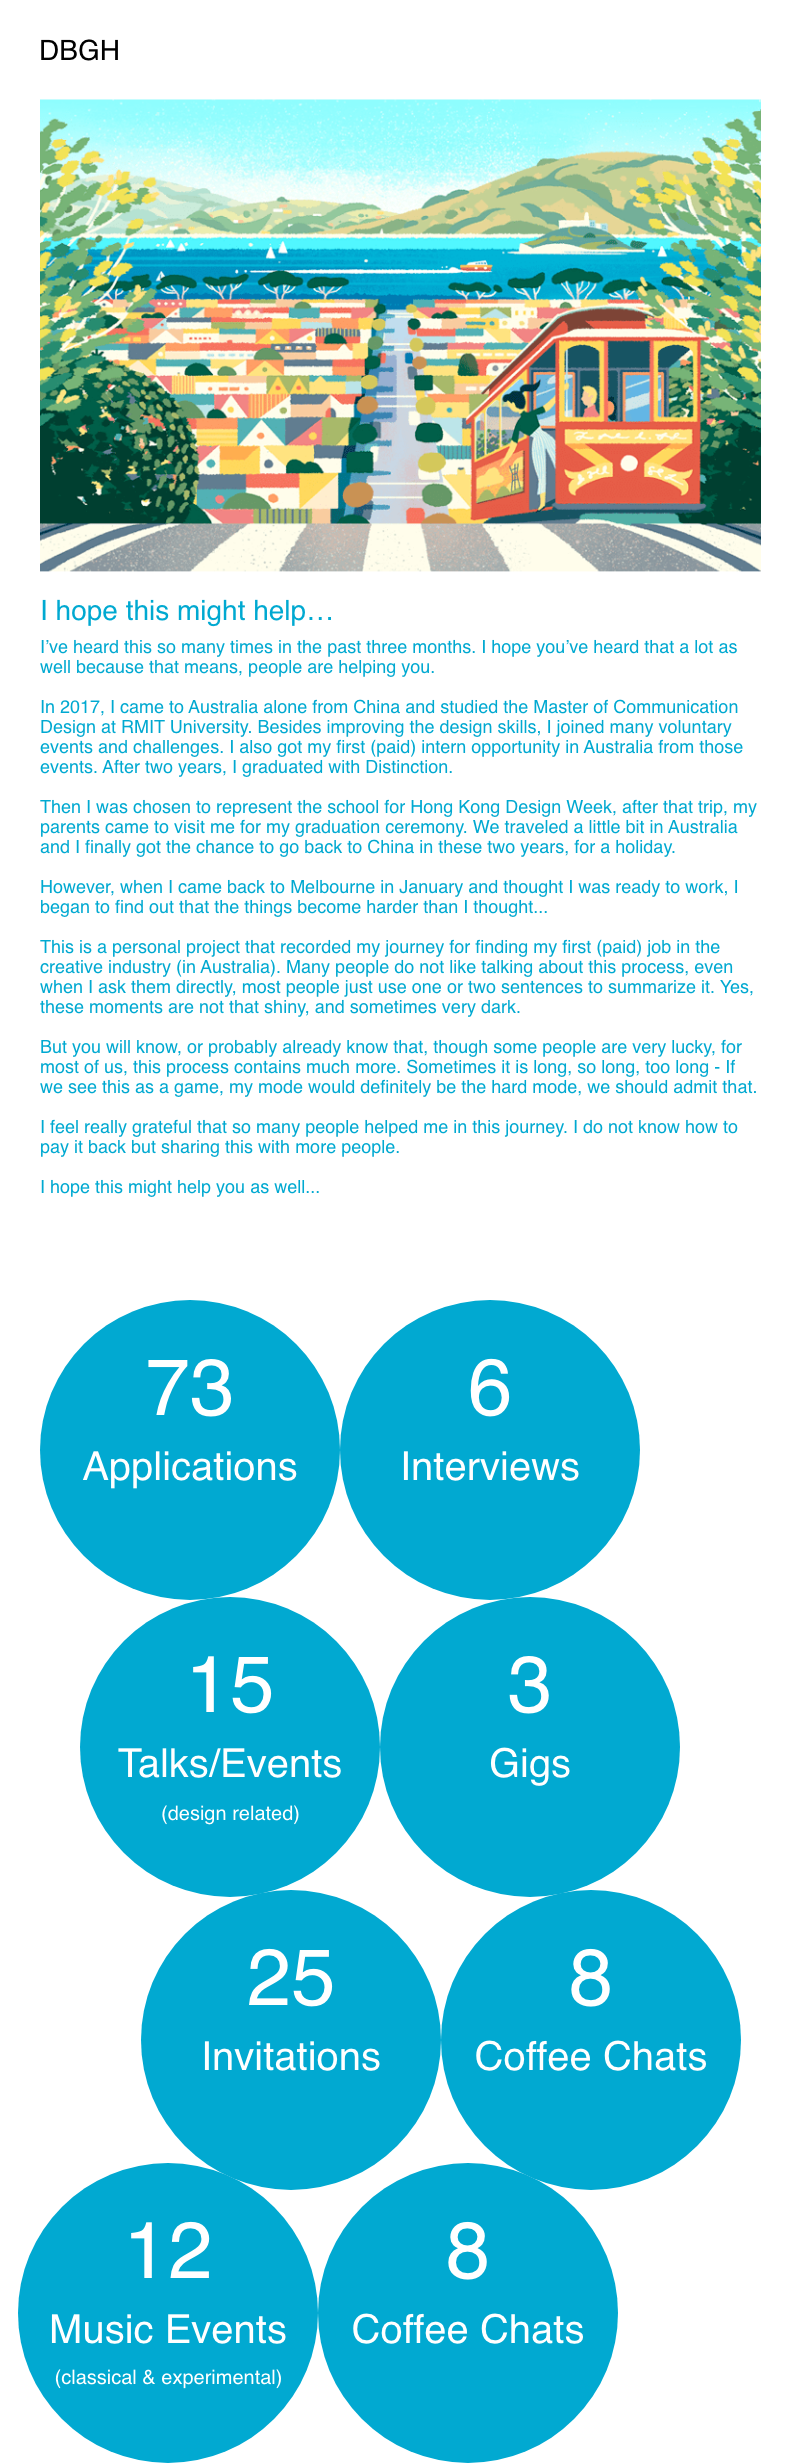 DBGH
I hope this might help…
I’ve heard this so many times in the past three months. I hope you’ve heard that a lot as
well because that means, people are helping you.
In 2017, I came to Australia alone from China and studied the Master of Communication
Design at RMIT University. Besides improving the design skills, I joined many voluntary
events and challenges. I also got my first (paid) intern opportunity in Australia from those
events. After two years, I graduated with Distinction.
Then I was chosen to represent the school for Hong Kong Design Week, after that trip, my
parents came to visit me for my graduation ceremony. We traveled a little bit in Australia
and I finally got the chance to go back to China in these two years, for a holiday.
However, when I came back to Melbourne in January and thought I was ready to work, I
began to find out that the things become harder than I thought...
This is a personal project that recorded my journey for finding my first (paid) job in the
creative industry (in Australia). Many people do not like talking about this process, even
when I ask them directly, most people just use one or two sentences to summarize it. Yes,
these moments are not that shiny, and sometimes very dark.
But you will know, or probably already know that, though some people are very lucky, for
most of us, this process contains much more. Sometimes it is long, so long, too long - If
we see this as a game, my mode would definitely be the hard mode, we should admit that.
I feel really grateful that so many people helped me in this journey. I do not know how to
pay it back but sharing this with more people.
I hope this might help you as well...
73
Applications
6
Interviews
15
Talks/Events
(design related)
3
Gigs
25
Invitations
8
Coffee Chats
12
Music Events
(classical & experimental)
8
Coffee Chats